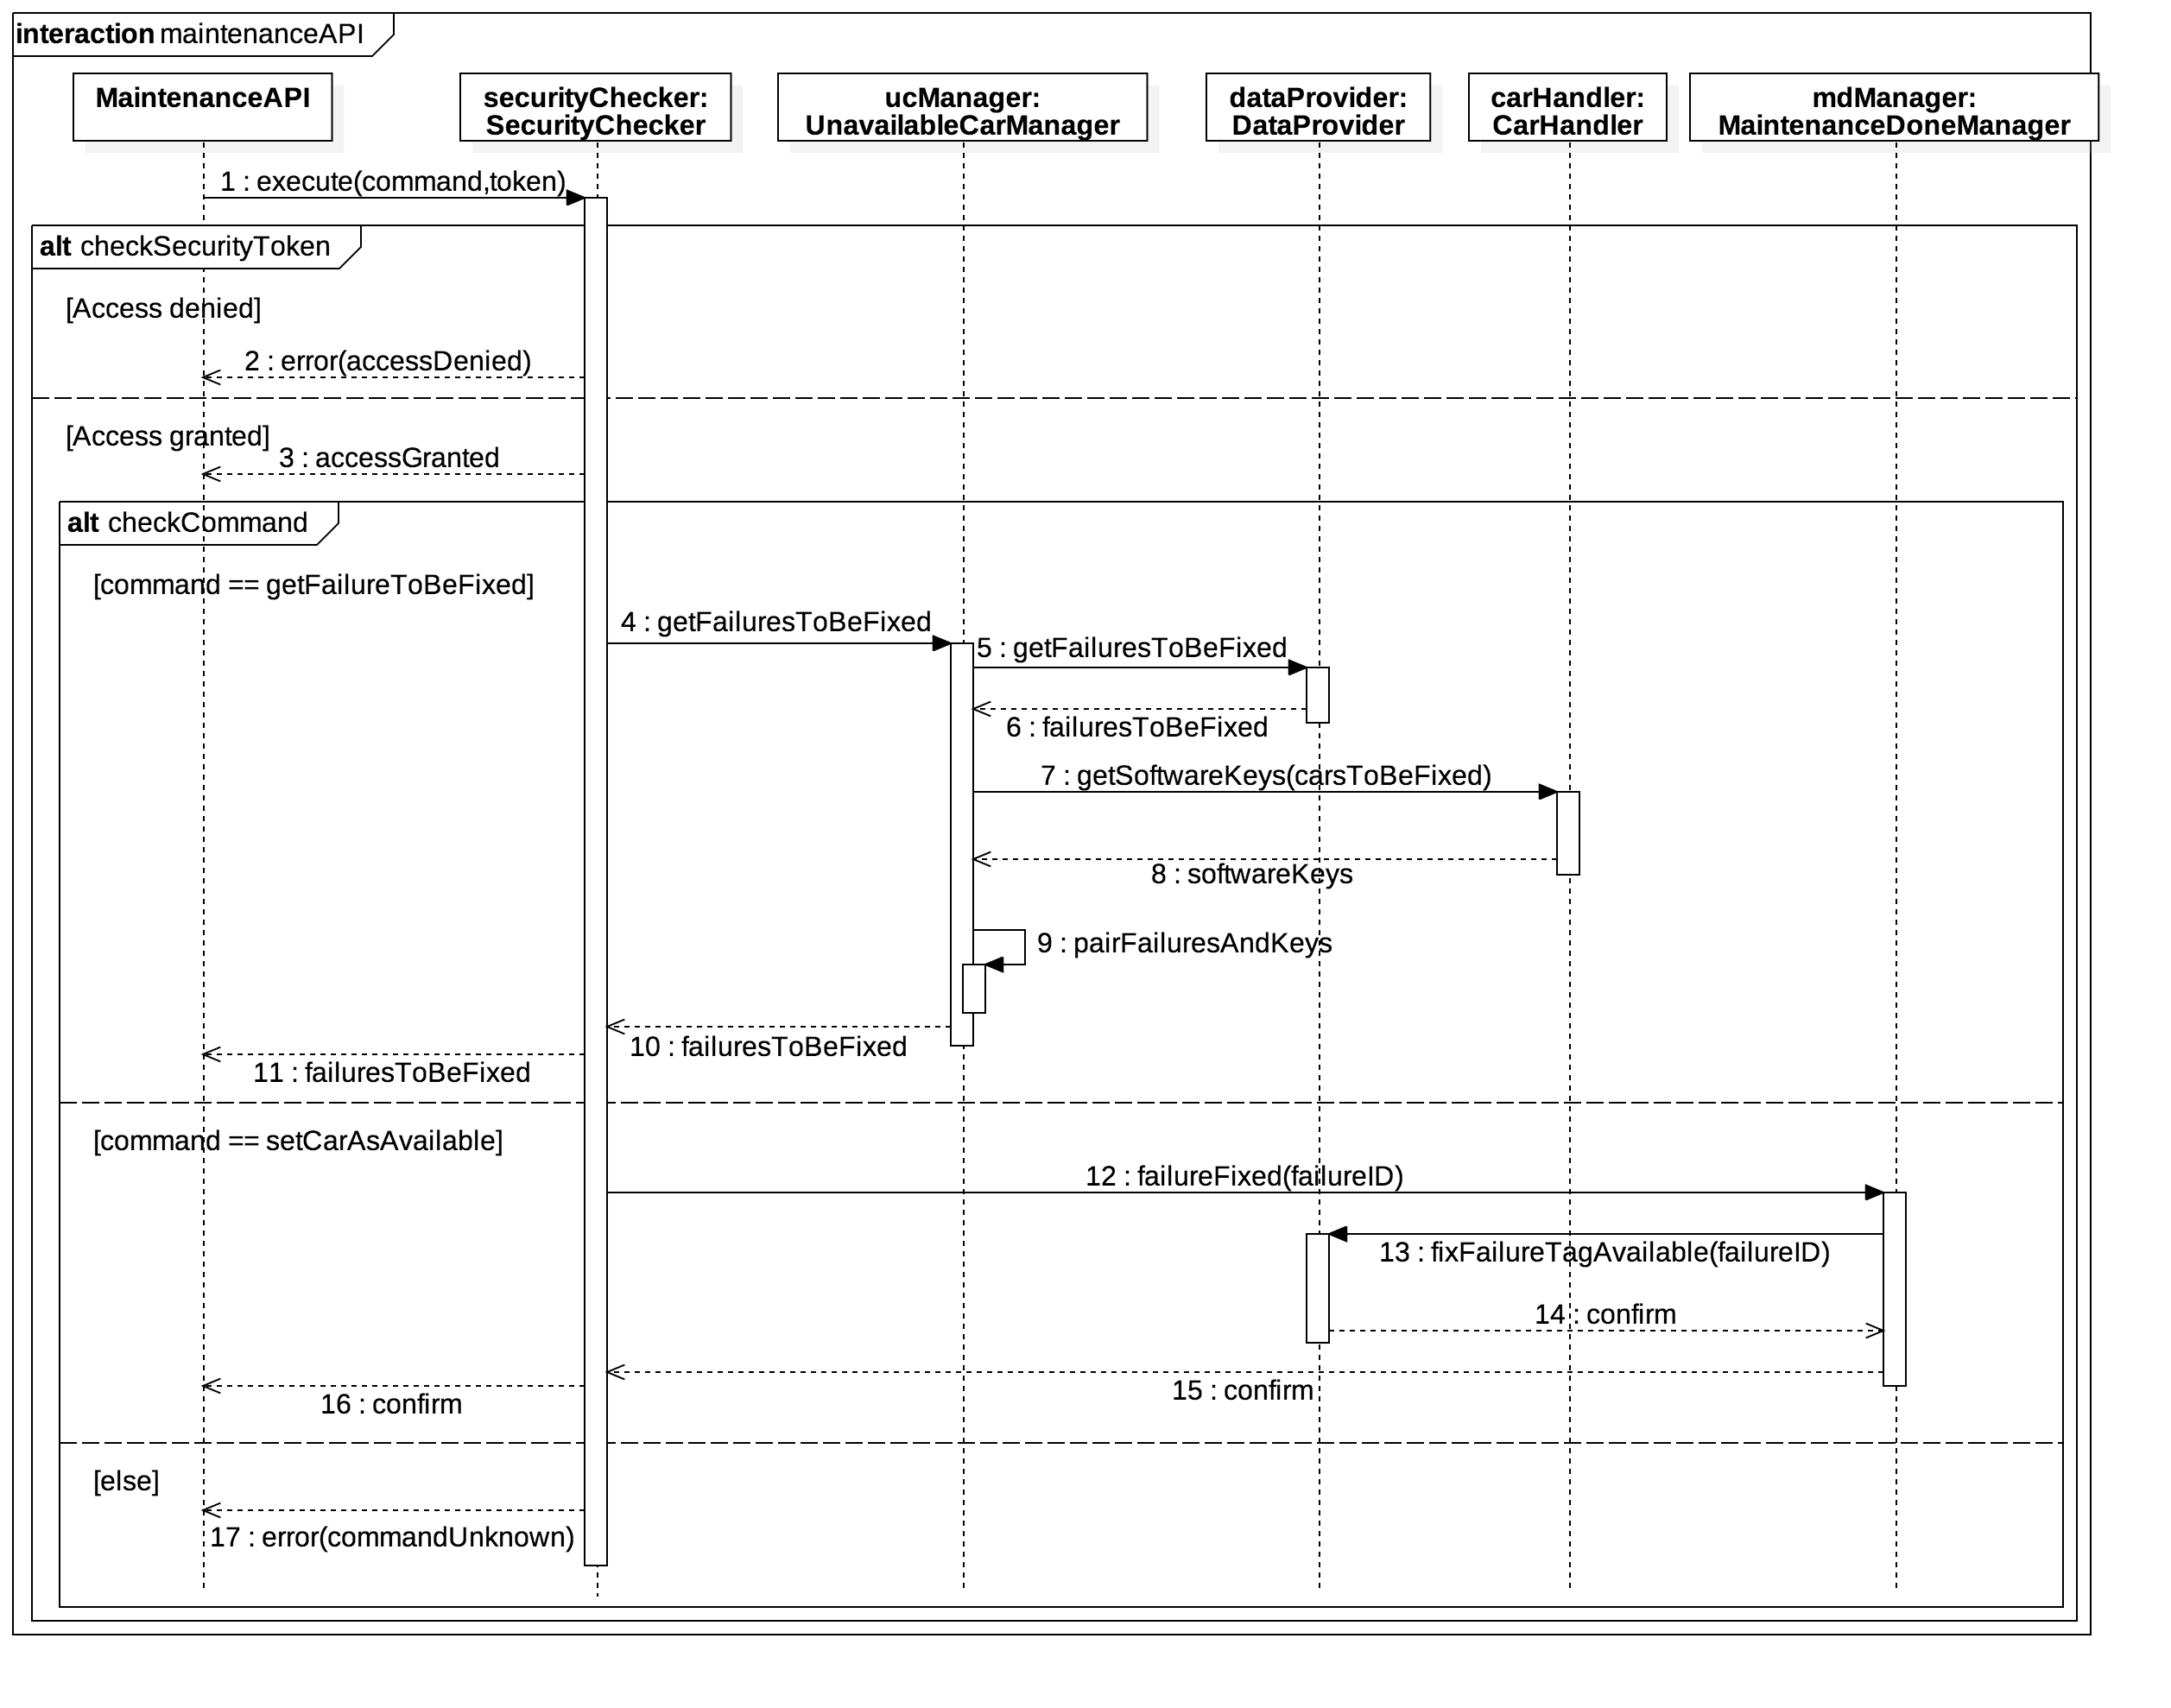 interaction maintenanceAPI
MaintenanceAPI
securityChecker:
SecurityChecker
ucManager:
UnavailableCarManager
dataProvider:
DataProvider
carHandler:
CarHandler
mdManager:
MaintenanceDoneManager
1 : execute(command,token)
alt checkSecurityToken
[Access denied]
2 : error(accessDenied)
[Access granted]
3 : accessGranted
alt checkCommand
[command == getFailureToBeFixed]
4 : getFailuresToBeFixed
5 : getFailuresToBeFixed
6 : failuresToBeFixed
7 : getSoftwareKeys(carsToBeFixed)
8 : softwareKeys
9 : pairFailuresAndKeys
10 : failuresToBeFixed
11 : failuresToBeFixed
[command == setCarAsAvailable]
12 : failureFixed(failureID)
13 : fixFailureTagAvailable(failureID)
14 : confirm
15 : confirm
16 : confirm
[else]
17 : error(commandUnknown)